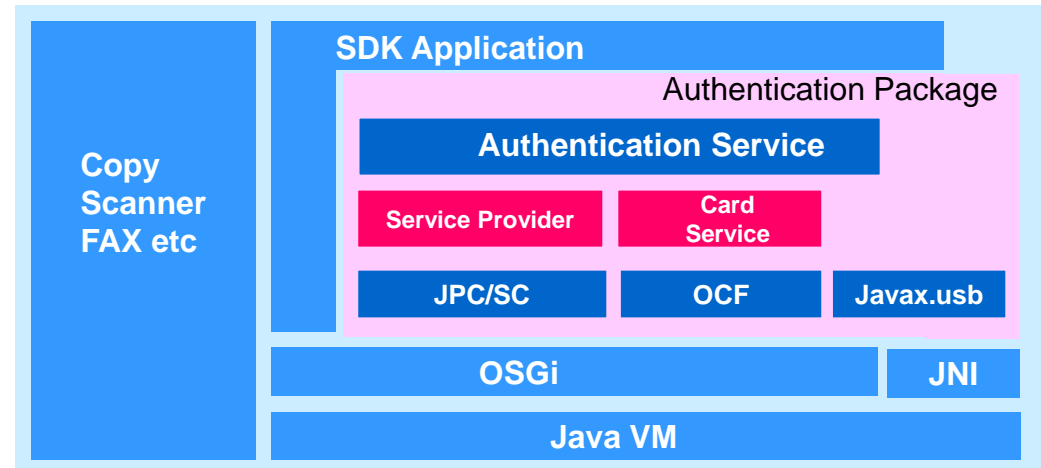 SDK Application
Authentication Package
Authentication Service
Copy
Scanner
FAX etc
Service Provider
Card
Service
JPC/SC
OCF
Javax.usb
OSGi
JNI
Java VM